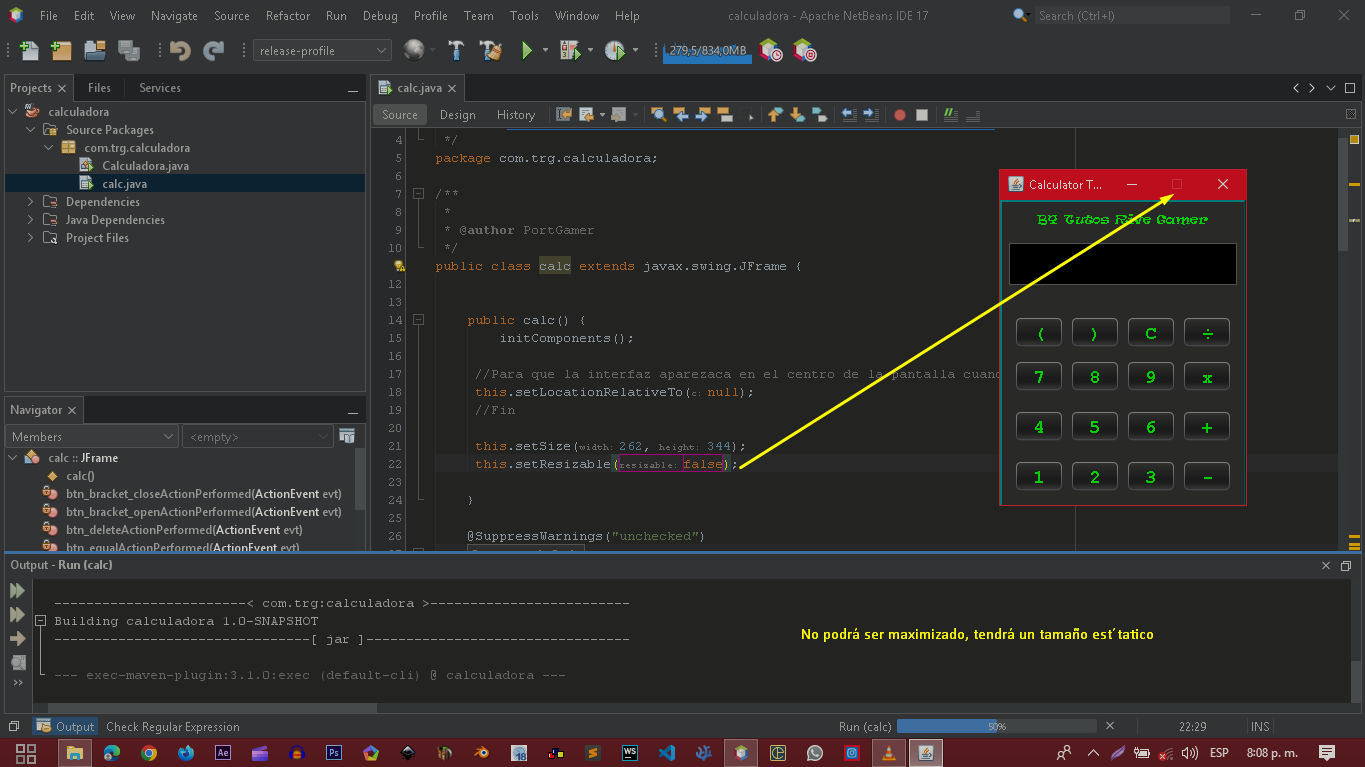 File Edit View Navigate Source Refactor Run Debug Profile Team Tools Window Help calculadora - Apache NetBeans IDE 17 Search (Ctrl+I)
release-profile 279,5/834,0MB
Projects Files Services
calculadora
Source Packages
com.trg.calculadora
Calculadora.java
calc.java
Dependencies
Java Dependencies
Project Files
Navigator
Members <empty>
calc :: JFrame
calc()
btn_bracket_closeActionPerformed(ActionEvent evt)
btn_bracket_openActionPerformed(ActionEvent evt)
btn_deleteActionPerformed(ActionEvent evt)
btn_equalActionPerformed(ActionEvent evt)
calc.java
Source Design History
4 */
5 package com.trg.calculadora;
6
7 /**
8 *
9 * @author PortGamer
10 */
public class calc extends javax.swing.JFrame {
12
13
14 public calc() {
15 initComponents();
16
17 //Para que la interfaz aparezaca en el centro de la pantalla cuan
18 this.setLocationRelativeTo(c: null);
19 //Fin
20
21 this.setSize(width: 262, height: 344);
22 this.setResizable(resizable: false);
23
24 }
25
26 @SuppressWarnings("unchecked")
Calculator T...
BY Tutos Rive Gamer
( ) C ÷
7 8 9 x
4 5 6 +
1 2 3 -
Output - Run (calc)
------------------------< com.trg:calculadora >-------------------------
Building calculadora 1.0-SNAPSHOT
--------------------------------[ jar ]---------------------------------
--- exec-maven-plugin:3.1.0:exec (default-cli) @ calculadora ---
No podrá ser maximizado, tendrá un tamaño est´tatico
Output Check Regular Expression Run (calc) 50% 22:29 INS
Ae Ps 18 WS ESP 8:08 p. m.